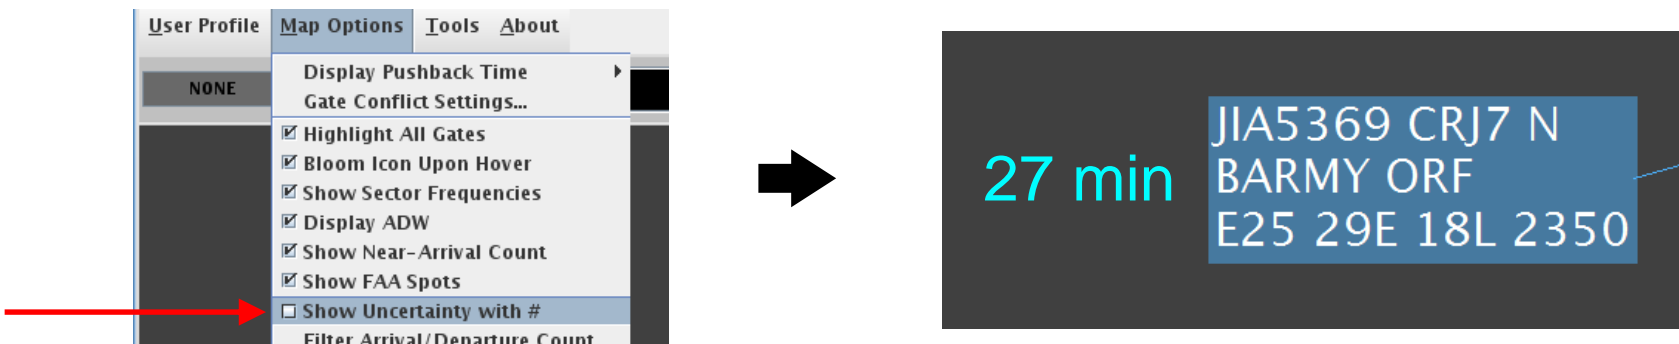 User Profile Map Options Tools About
Display Pushback Time
NONE
Gate Conflict Settings...
Highlight All Gates
Bloom Icon Upon Hover
Show Sector Frequencies
Display ADW
Show Near-Arrival Count
Show FAA Spots
Show Uncertainty with #
Filter Arrival/Departure Count
27 min
JIA5369 CRJ7 N
BARMY ORF
E25 29E 18L 2350